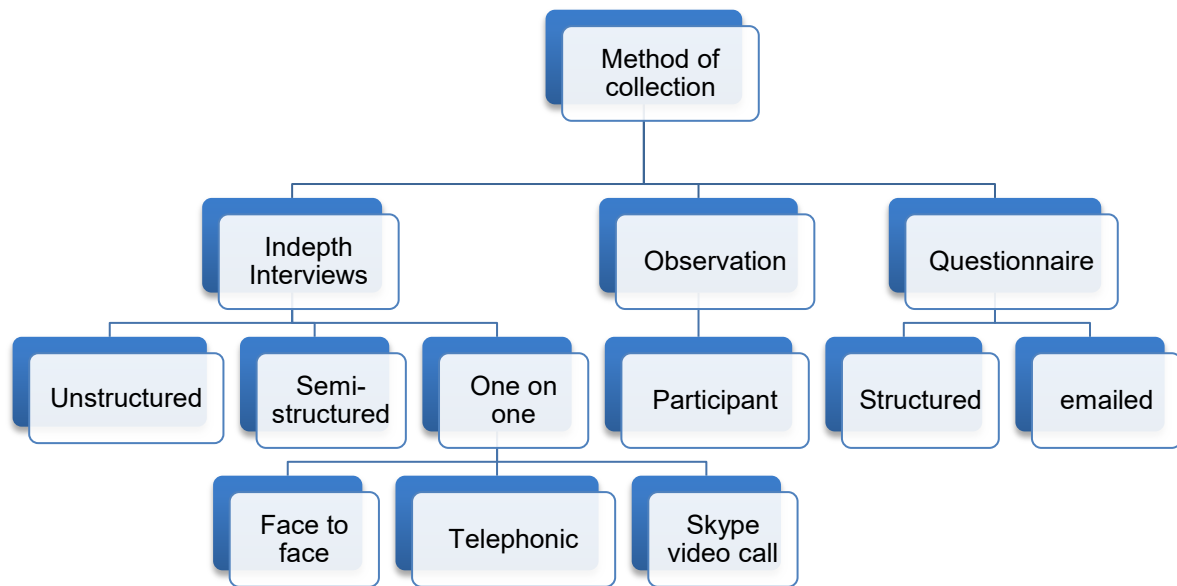 Method of
collection
Indepth
Interviews
Observation
Questionnaire
Unstructured
Semi-
structured
One on
one
Participant
Structured
emailed
Face to
face
Telephonic
Skype
video call